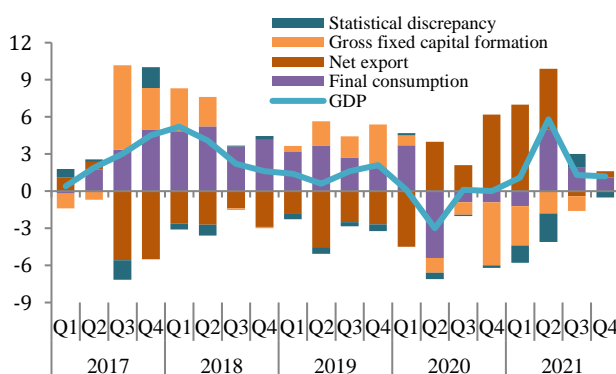 Statistical discrepancy
Gross fixed capital formation
Net export
Final consumption
GDP
12
9
6
3
0
-3
-6
-9
Q1 Q2 Q3 Q4 Q1 Q2 Q3 Q4 Q1 Q2 Q3 Q4 Q1 Q2 Q3 Q4 Q1 Q2 Q3 Q4
2017 2018 2019 2020 2021